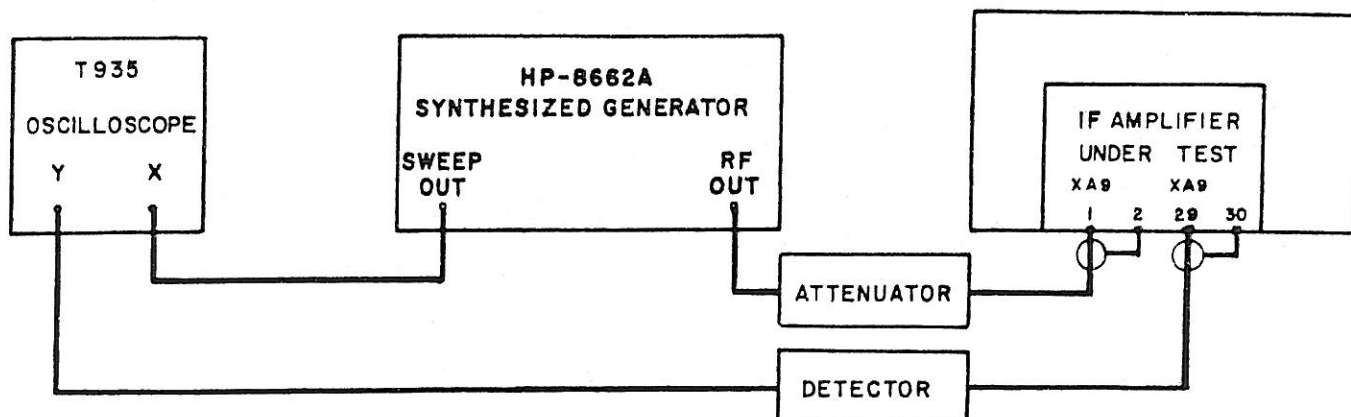 T935
OSCILLOSCOPE
Y X
HP-8662A
SYNTHESIZED GENERATOR
SWEEP
OUT
RF
OUT
IF AMPLIFIER
UNDER TEST
XA9 XA9
1 2 29 30
ATTENUATOR
DETECTOR